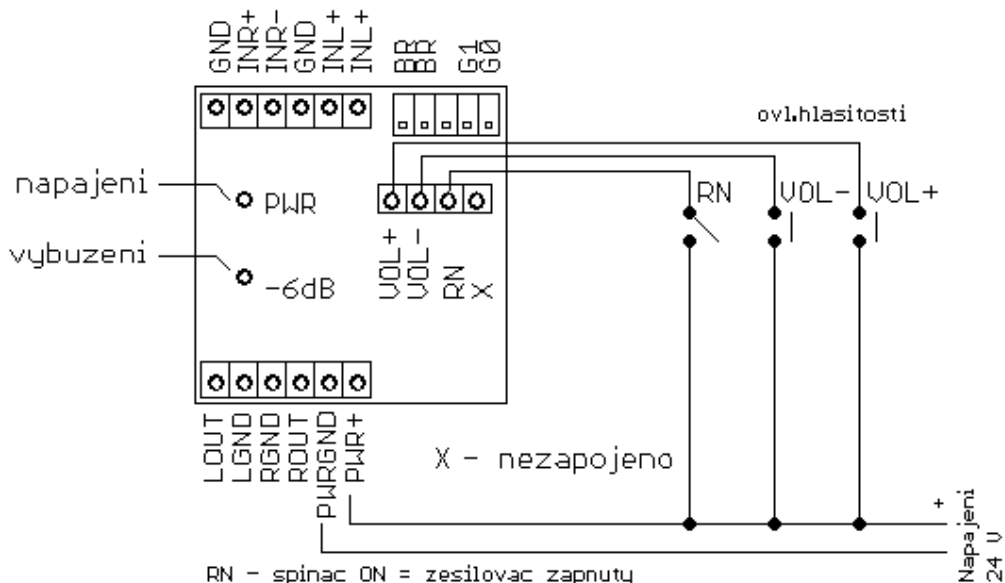 GND INR+ INR- GND INL+ INL+
BR BR G1 G0
ovl.hlasitosti
napajeni
PWR
RN
VOL-
VOL+
vybuzeni
-6dB
VOL+ VOL- RN X
LOUT LGND RGND ROUT PWRGND PWR+
X - nezapojeno
+
Napajeni
24 V
RN - spinac ON = zesilovac zapnuty